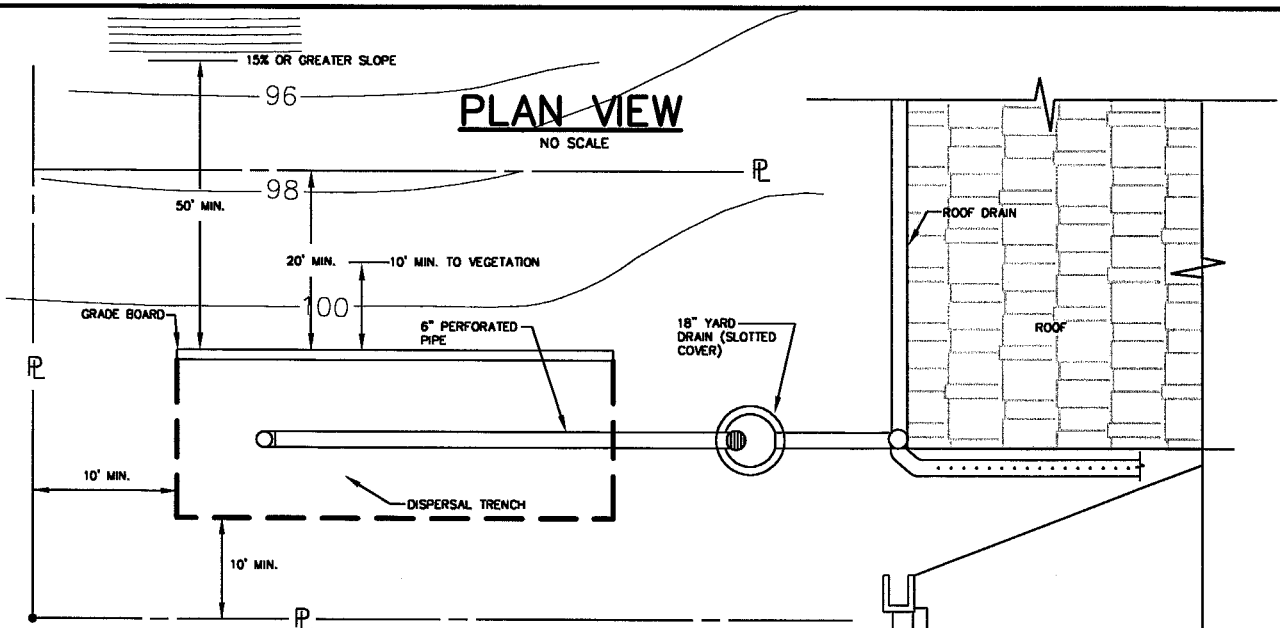 15% OR GREATER SLOPE
96
PLAN VIEW
NO SCALE
PL
98
50' MIN.
ROOF DRAIN
20' MIN.
10' MIN. TO VEGETATION
100
GRADE BOARD
6" PERFORATED
PIPE
18" YARD
DRAIN (SLOTTED
COVER)
ROOF
PL
10' MIN.
DISPERSAL TRENCH
10' MIN.
PL